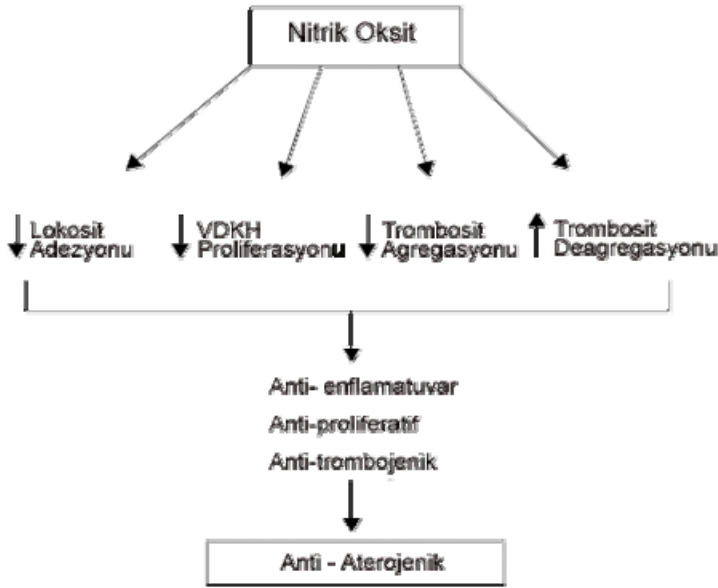 Nitrik Oksit
Lokosit
Adezyonu
VDKH
Proliferasyonu
Trombosit
Agregasyonu
Trombosit
Deagregasyonu
Anti- enflamatuvar
Anti-proliferatif
Anti-trombojenik
Anti - Aterojenik